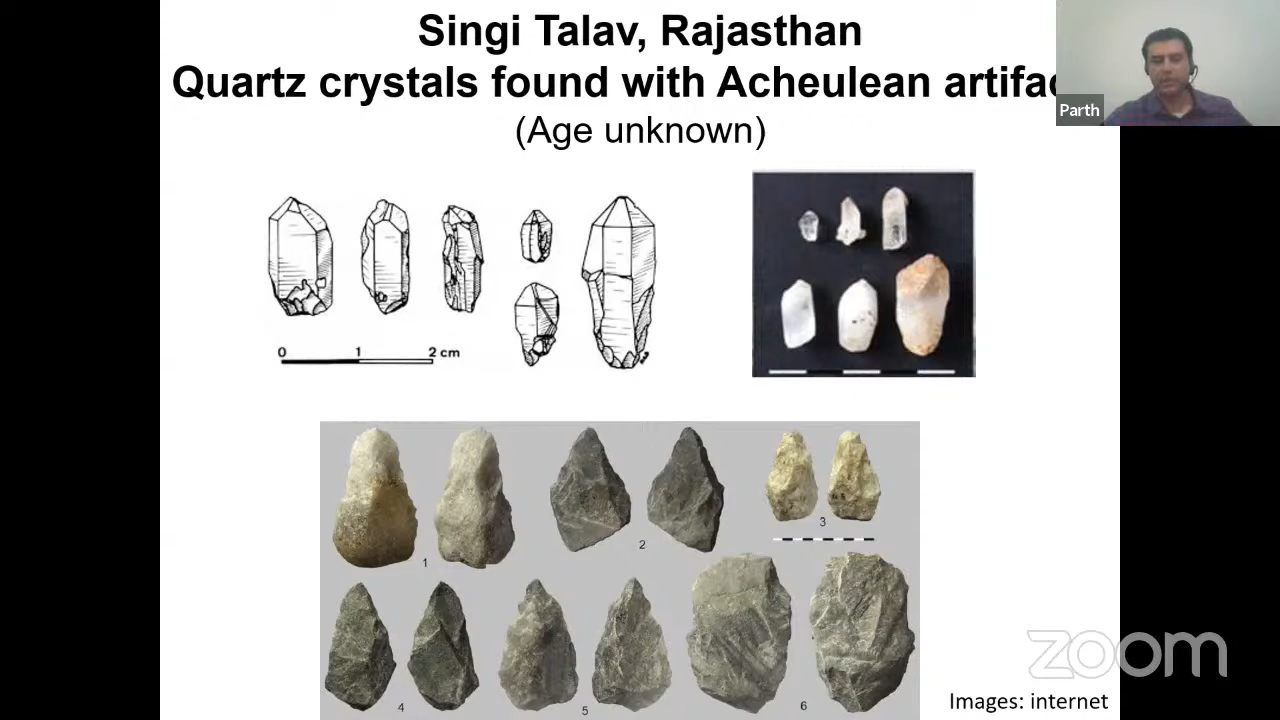 Singi Talav, Rajasthan
Quartz crystals found with Acheulean artifac
(Age unknown)
Parth
0 1 2 cm
1
2
3
4
5
6
zoom
Images: internet